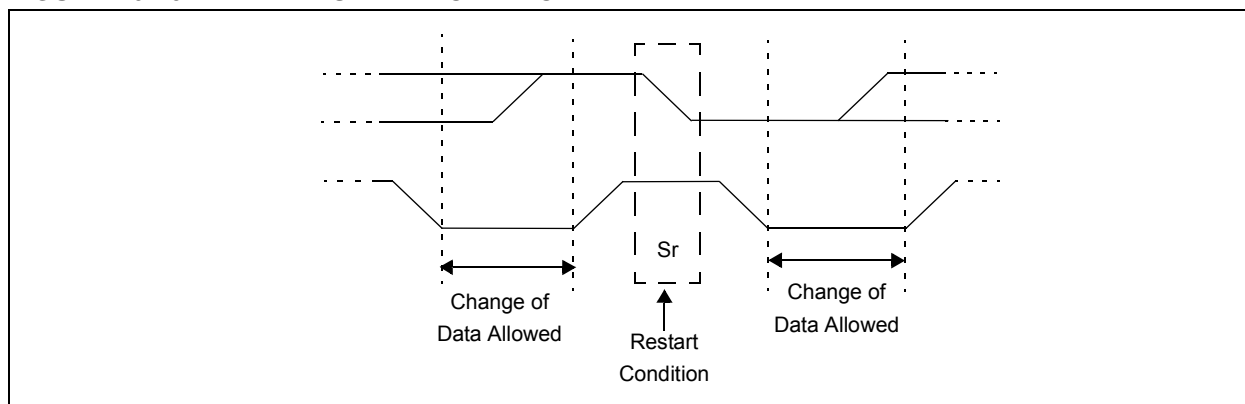 Sr
Change of
Data Allowed
Restart
Condition
Change of
Data Allowed